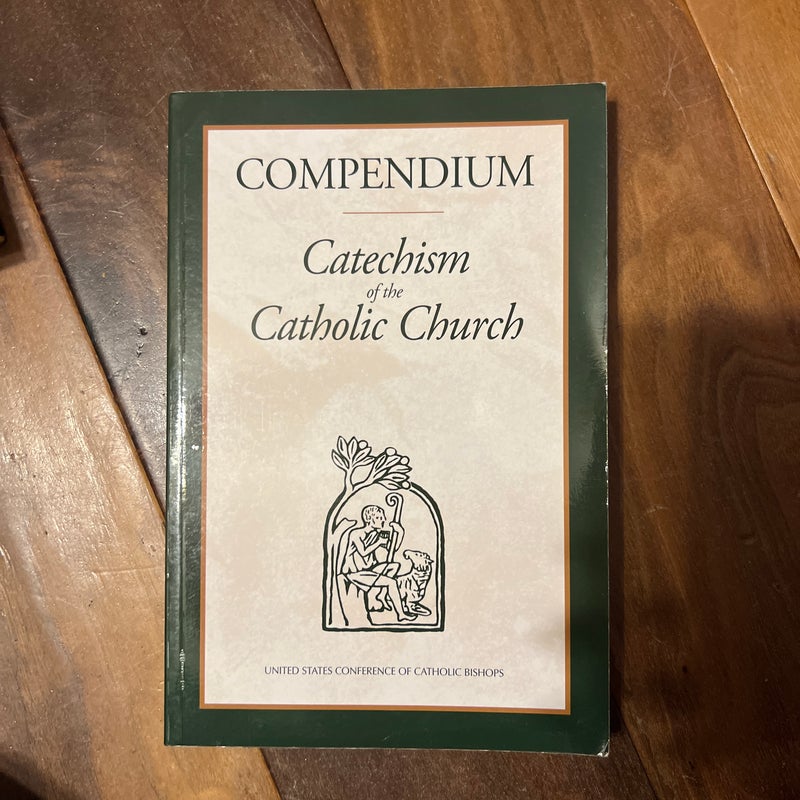 COMPENDIUM
Catechism
of the
Catholic Church
UNITED STATES CONFERENCE OF CATHOLIC BISHOPS